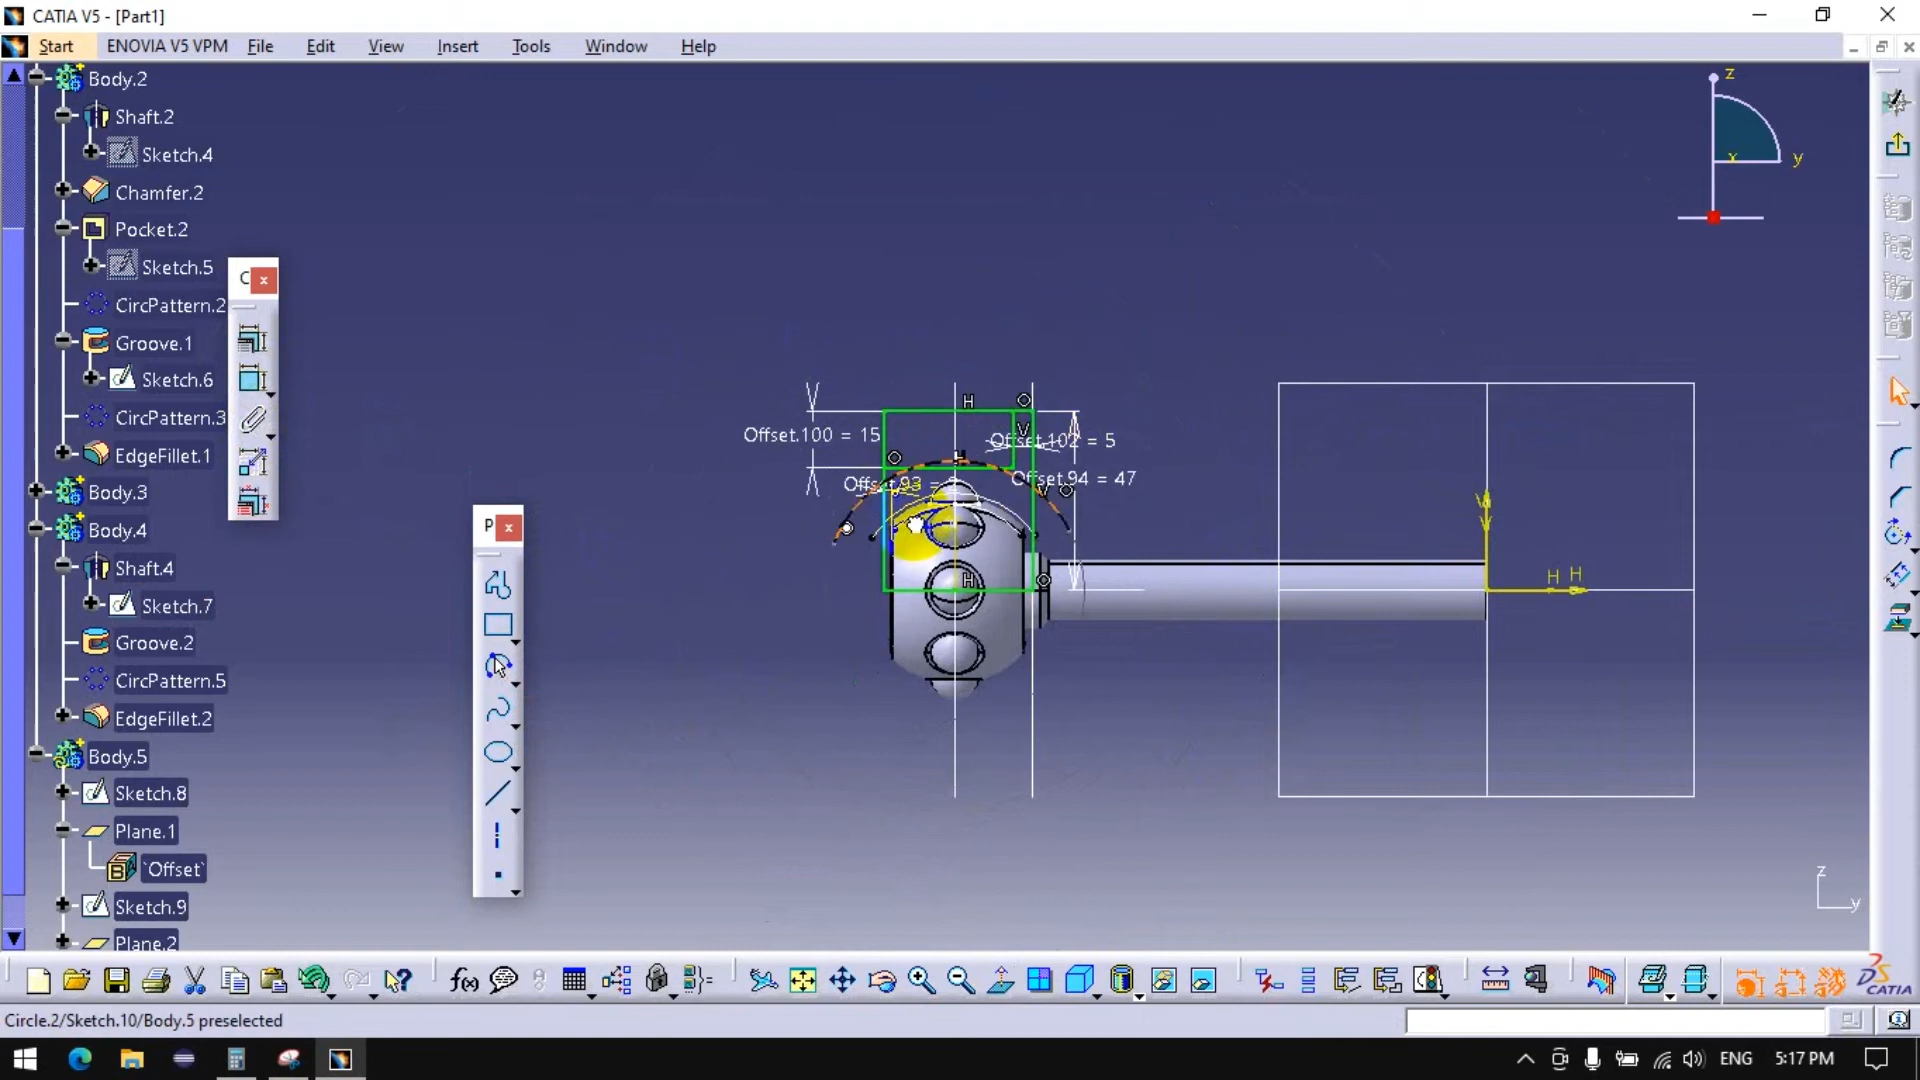 CATIA V5 - [Part1]
Start ENOVIA V5 VPM File Edit View Insert Tools Window Help
Body.2
Shaft.2
Sketch.4
Chamfer.2
Pocket.2
Sketch.5
CircPattern.2
Groove.1
Sketch.6
CircPattern.3
EdgeFillet.1
Body.3
Body.4
Shaft.4
Sketch.7
Groove.2
CircPattern.5
EdgeFillet.2
Body.5
Sketch.8
Plane.1
`Offset`
Sketch.9
Plane.2
C
P
z
x y
H
V
Offset.100 = 15
Offset.102 = 5
H
Offset.94 = 47
V
H
V
H H
z
y
f(x)
CATIA
Circle.2/Sketch.10/Body.5 preselected
ENG 5:17 PM